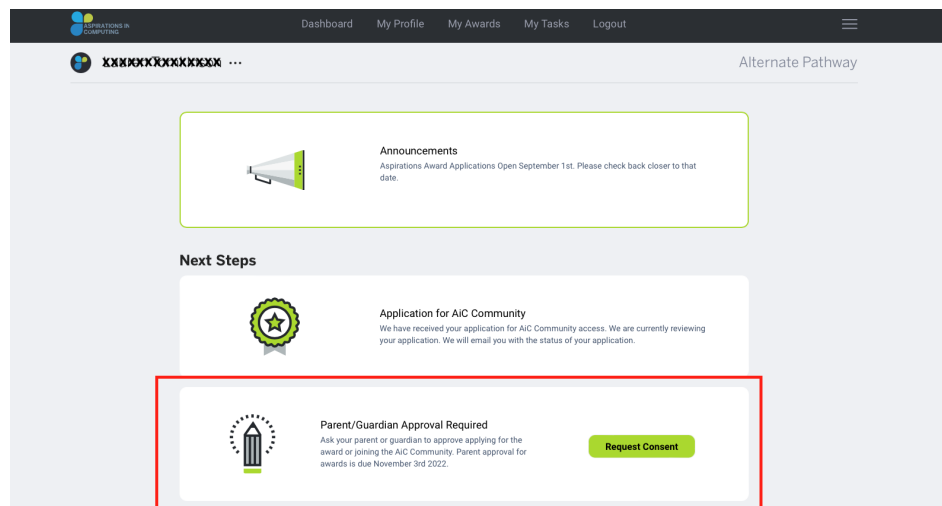 ASPIRATIONS IN
COMPUTING
Dashboard My Profile My Awards My Tasks Logout
...
Alternate Pathway
Announcements
Aspirations Award Applications Open September 1st. Please check back closer to that
date.
Next Steps
Application for AiC Community
We have received your application for AiC Community access. We are currently reviewing
your application. We will email you with the status of your application.
Parent/Guardian Approval Required
Ask your parent or guardian to approve applying for the
award or joining the AiC Community. Parent approval for
awards is due November 3rd 2022.
Request Consent